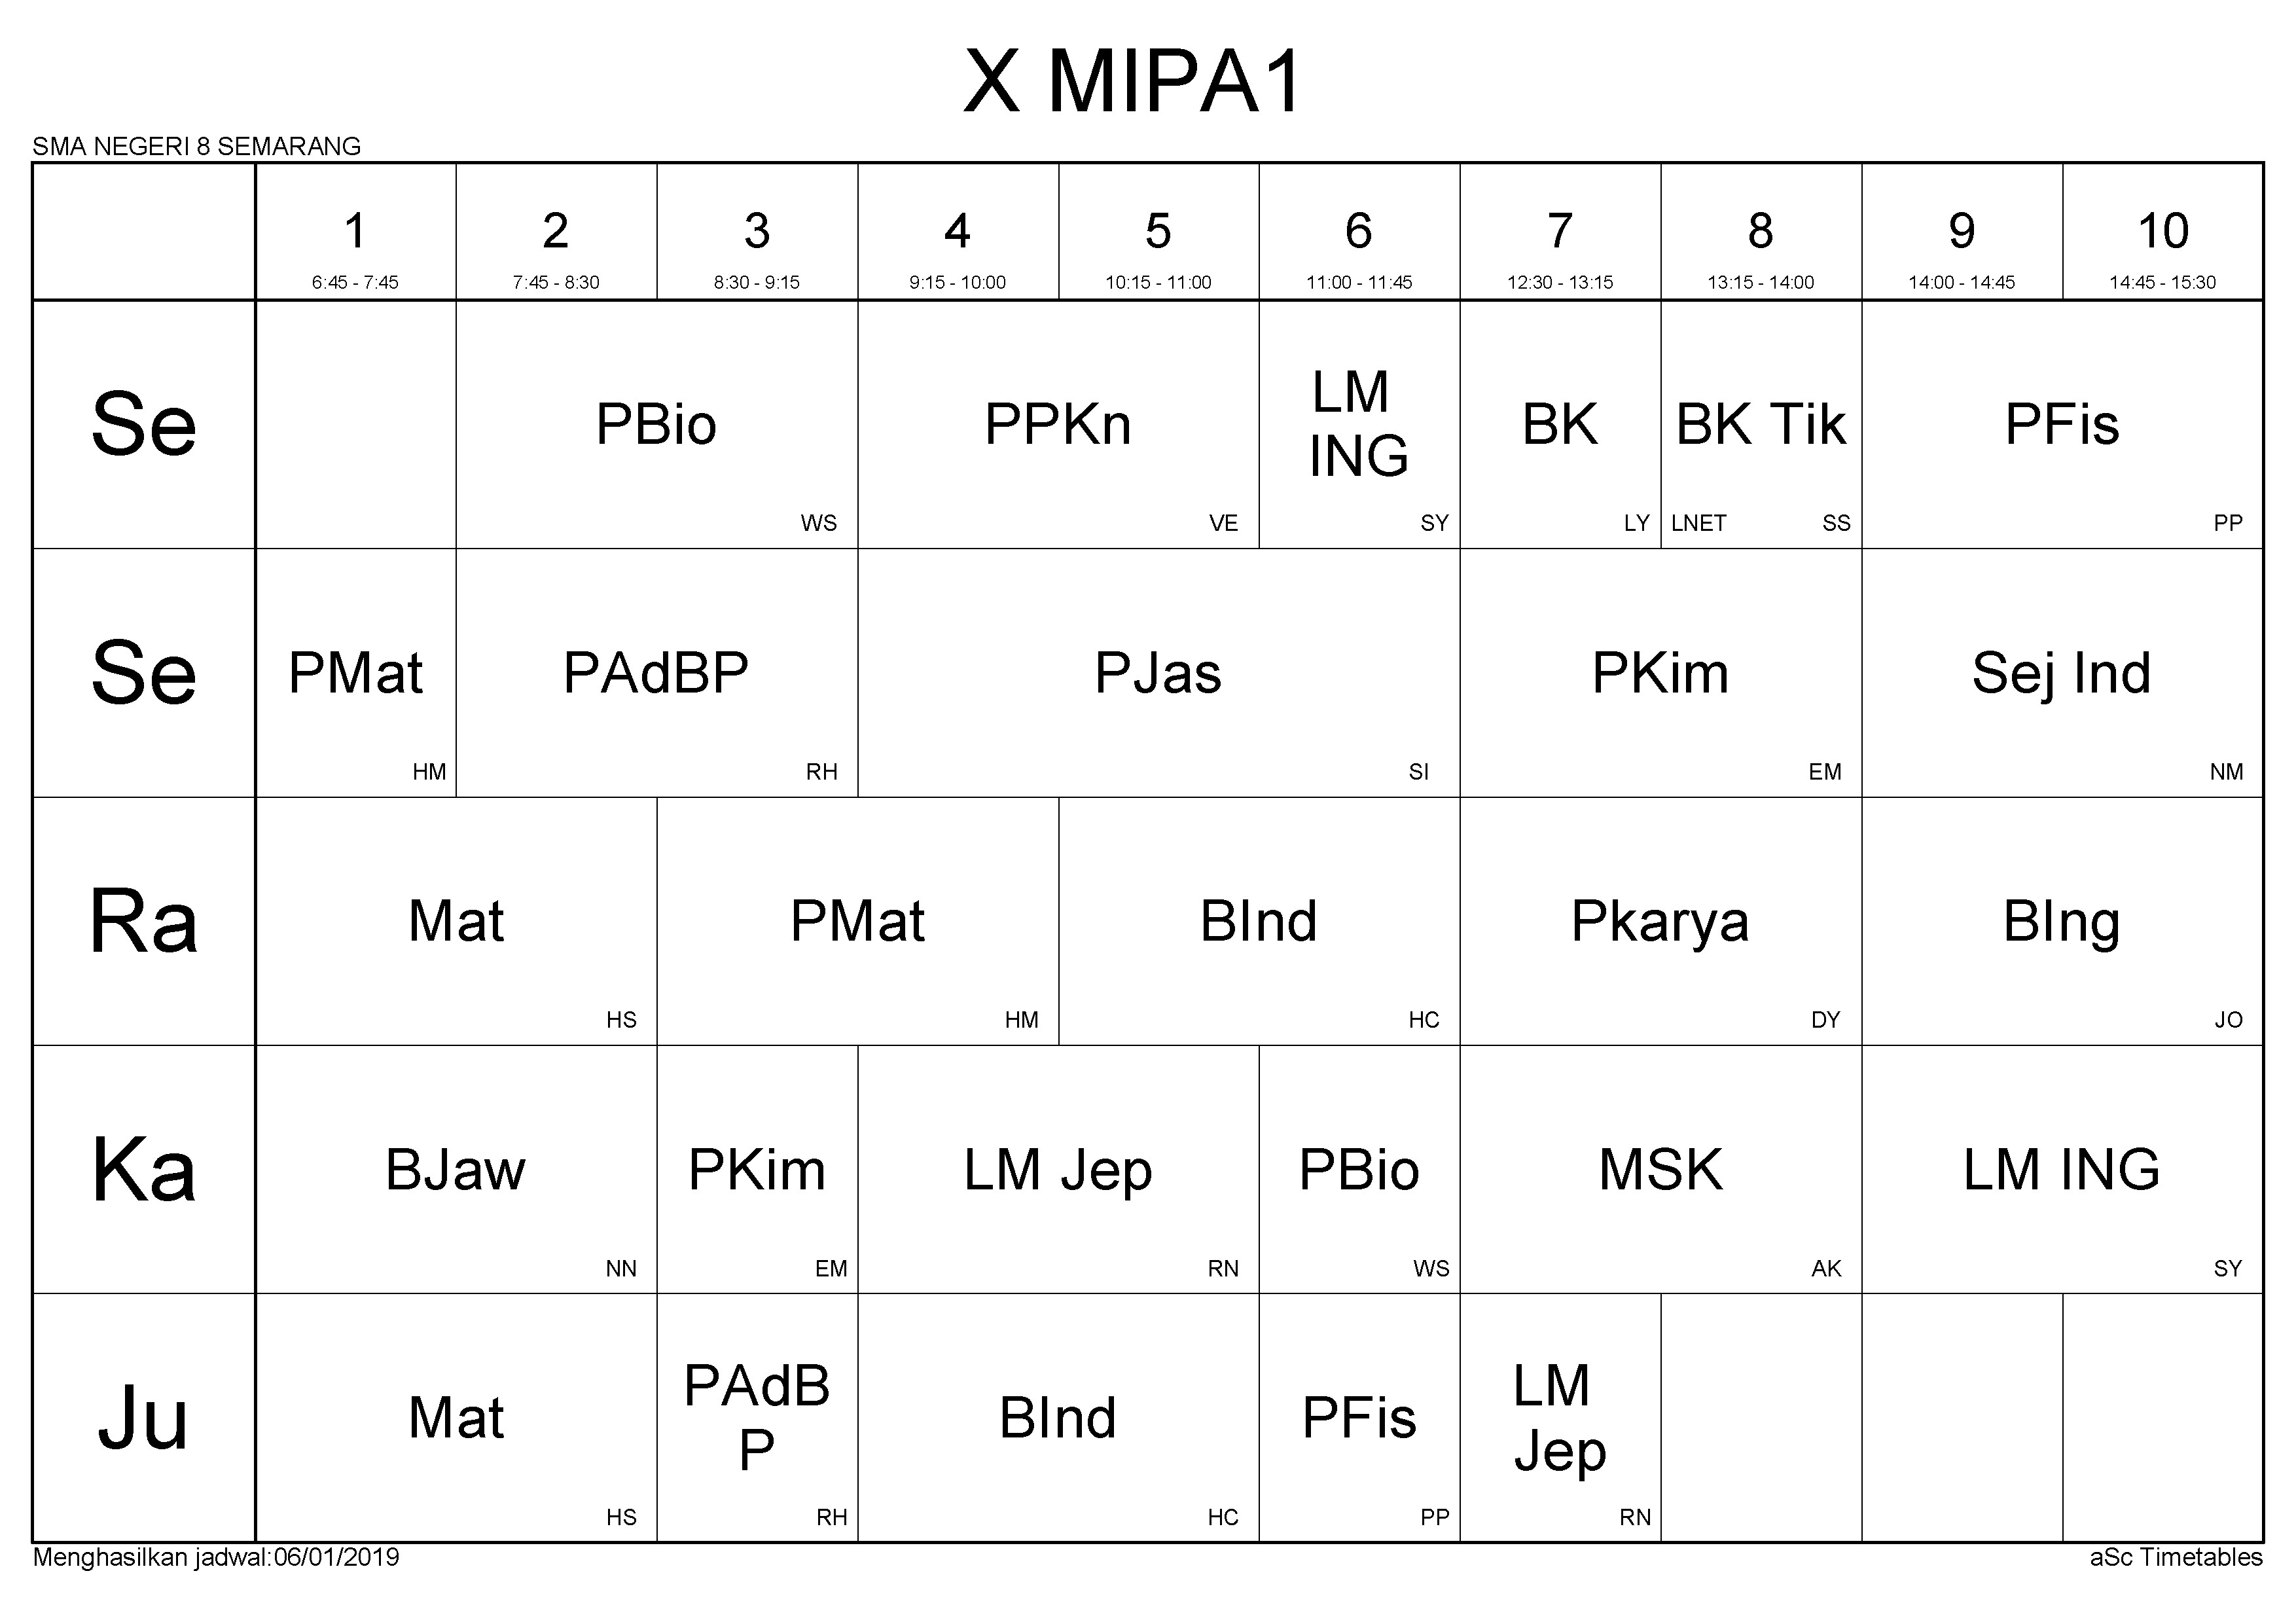 X MIPA1
SMA NEGERI 8 SEMARANG
1 2 3 4 5 6 7 8 9 10
6:45 - 7:45 7:45 - 8:30 8:30 - 9:15 9:15 - 10:00 10:15 - 11:00 11:00 - 11:45 12:30 - 13:15 13:15 - 14:00 14:00 - 14:45 14:45 - 15:30
Se PBio PPKn LM ING BK BK Tik PFis
WS VE SY LY LNET SS PP
Se PMat PAdBP PJas PKim Sej Ind
HM RH SI EM NM
Ra Mat PMat BInd Pkarya BIng
HS HM HC DY JO
Ka BJaw PKim LM Jep PBio MSK LM ING
NN EM RN WS AK SY
Ju Mat PAdB P BInd PFis LM Jep
HS RH HC PP RN
Menghasilkan jadwal:06/01/2019
aSc Timetables